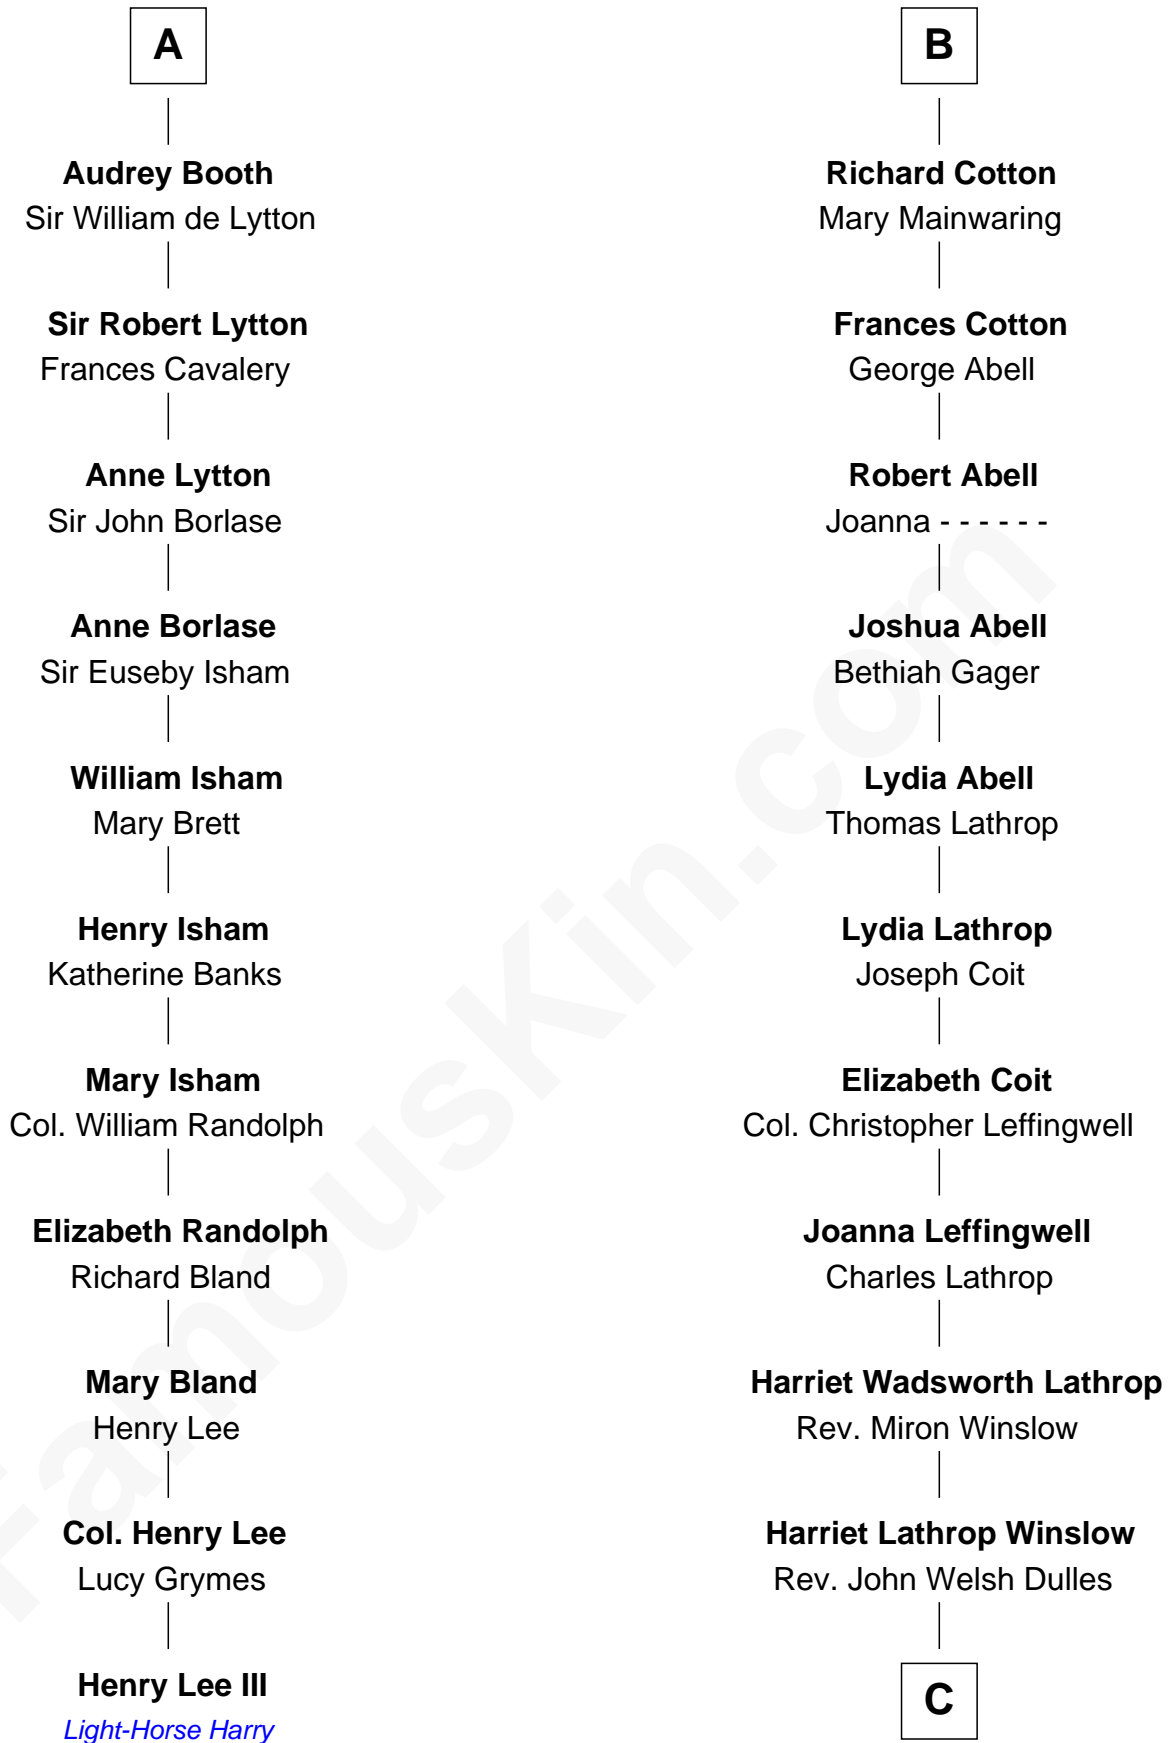 A
Audrey Booth
Sir William de Lytton
Sir Robert Lytton
Frances Cavalery
Anne Lytton
Sir John Borlase
Anne Borlase
Sir Euseby Isham
William Isham
Mary Brett
Henry Isham
Katherine Banks
Mary Isham
Col. William Randolph
Elizabeth Randolph
Richard Bland
Mary Bland
Henry Lee
Col. Henry Lee
Lucy Grymes
Henry Lee III
Light-Horse Harry
B
Richard Cotton
Mary Mainwaring
Frances Cotton
George Abell
Robert Abell
Joanna - - - - - -
Joshua Abell
Bethiah Gager
Lydia Abell
Thomas Lathrop
Lydia Lathrop
Joseph Coit
Elizabeth Coit
Col. Christopher Leffingwell
Joanna Leffingwell
Charles Lathrop
Harriet Wadsworth Lathrop
Rev. Miron Winslow
Harriet Lathrop Winslow
Rev. John Welsh Dulles
C
FamousKin.com